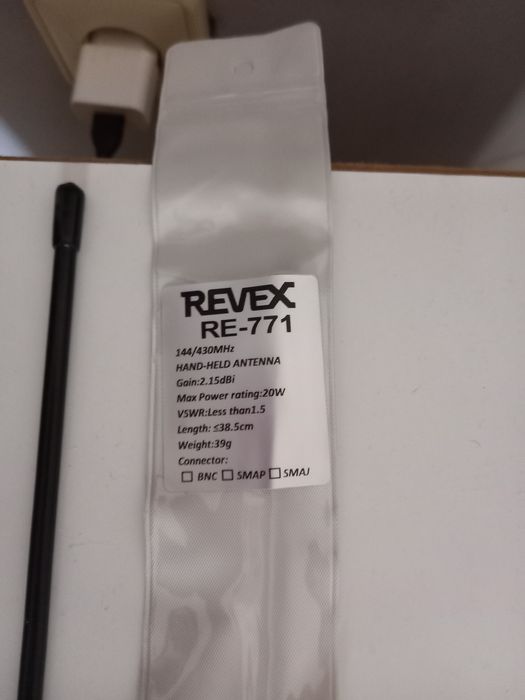 REVEX
RE-771
144/430MHz
HAND-HELD ANTENNA
Gain:2.15dBi
Max Power rating:20W
VSWR:Less than1.5
Length: ≤38.5cm
Weight:39g
Connector:
☐ BNC ☐ SMAP ☐ SMAJ